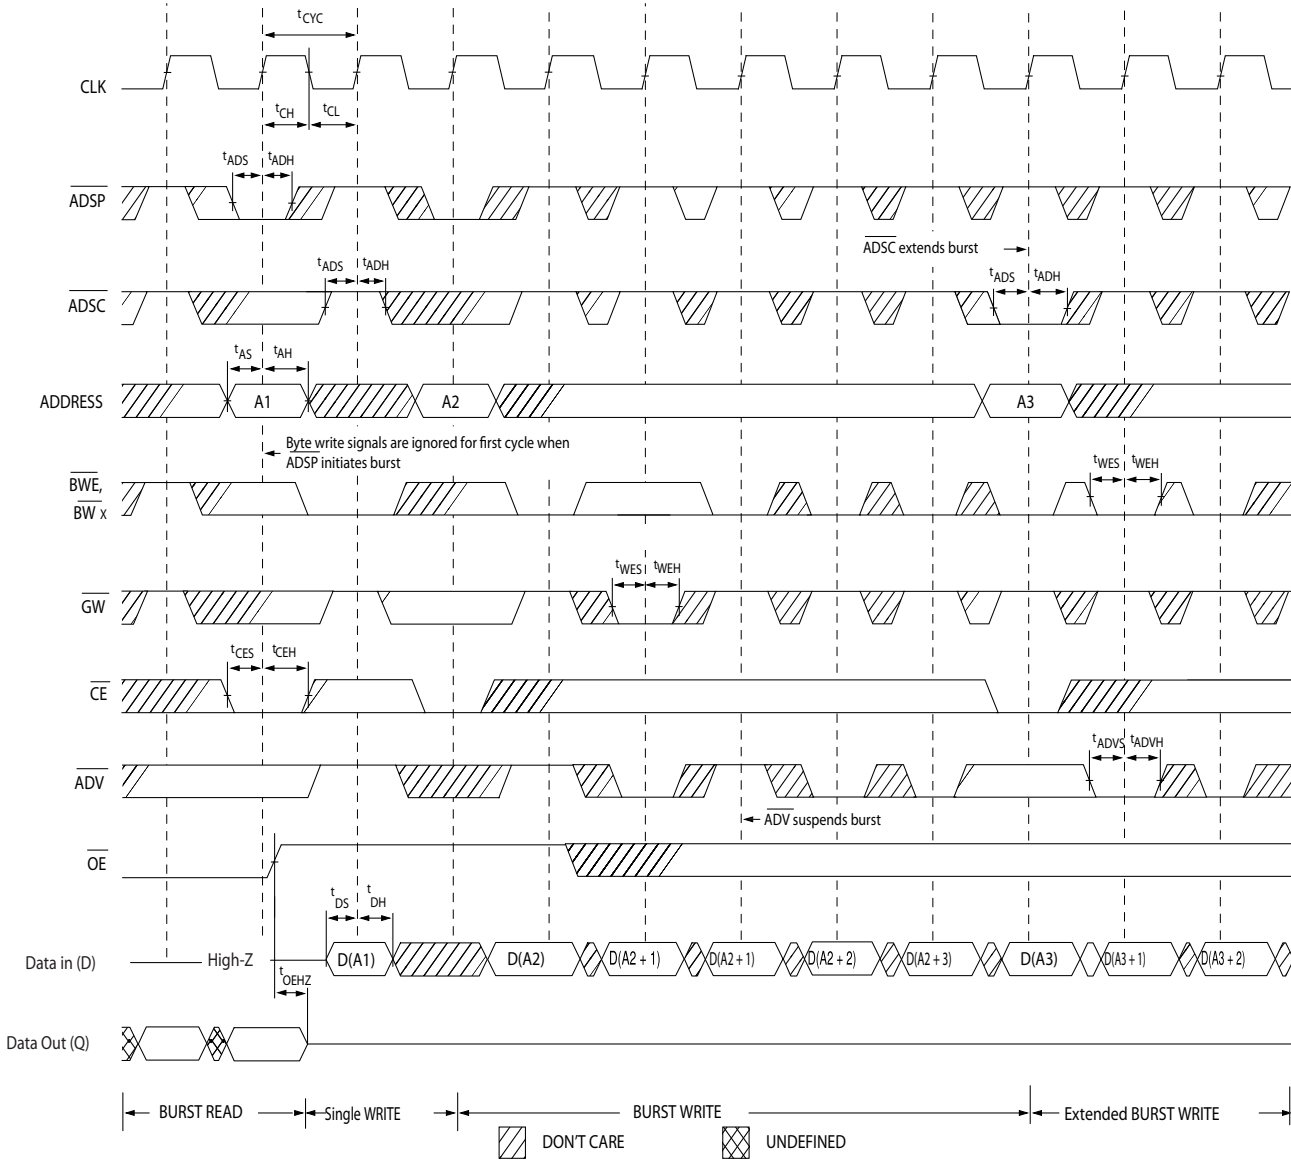 tCYC
CLK
tCH
tCL
tADS
tADH
ADSP
ADSC extends burst
tADS
tADH
tADS
tADH
ADSC
tAS
tAH
ADDRESS
A1
A2
A3
Byte write signals are ignored for first cycle when
ADSP initiates burst
BWE,
BW x
tWES
tWEH
tWES
tWEH
GW
tCES
tCEH
CE
tADVS
tADVH
ADV
ADV suspends burst
OE
tDS
tDH
Data in (D)
High-Z
D(A1)
D(A2)
D(A2 + 1)
D(A2 + 1)
D(A2 + 2)
D(A2 + 3)
D(A3)
D(A3 + 1)
D(A3 + 2)
tOEHZ
Data Out (Q)
BURST READ
Single WRITE
BURST WRITE
Extended BURST WRITE
DON'T CARE
UNDEFINED